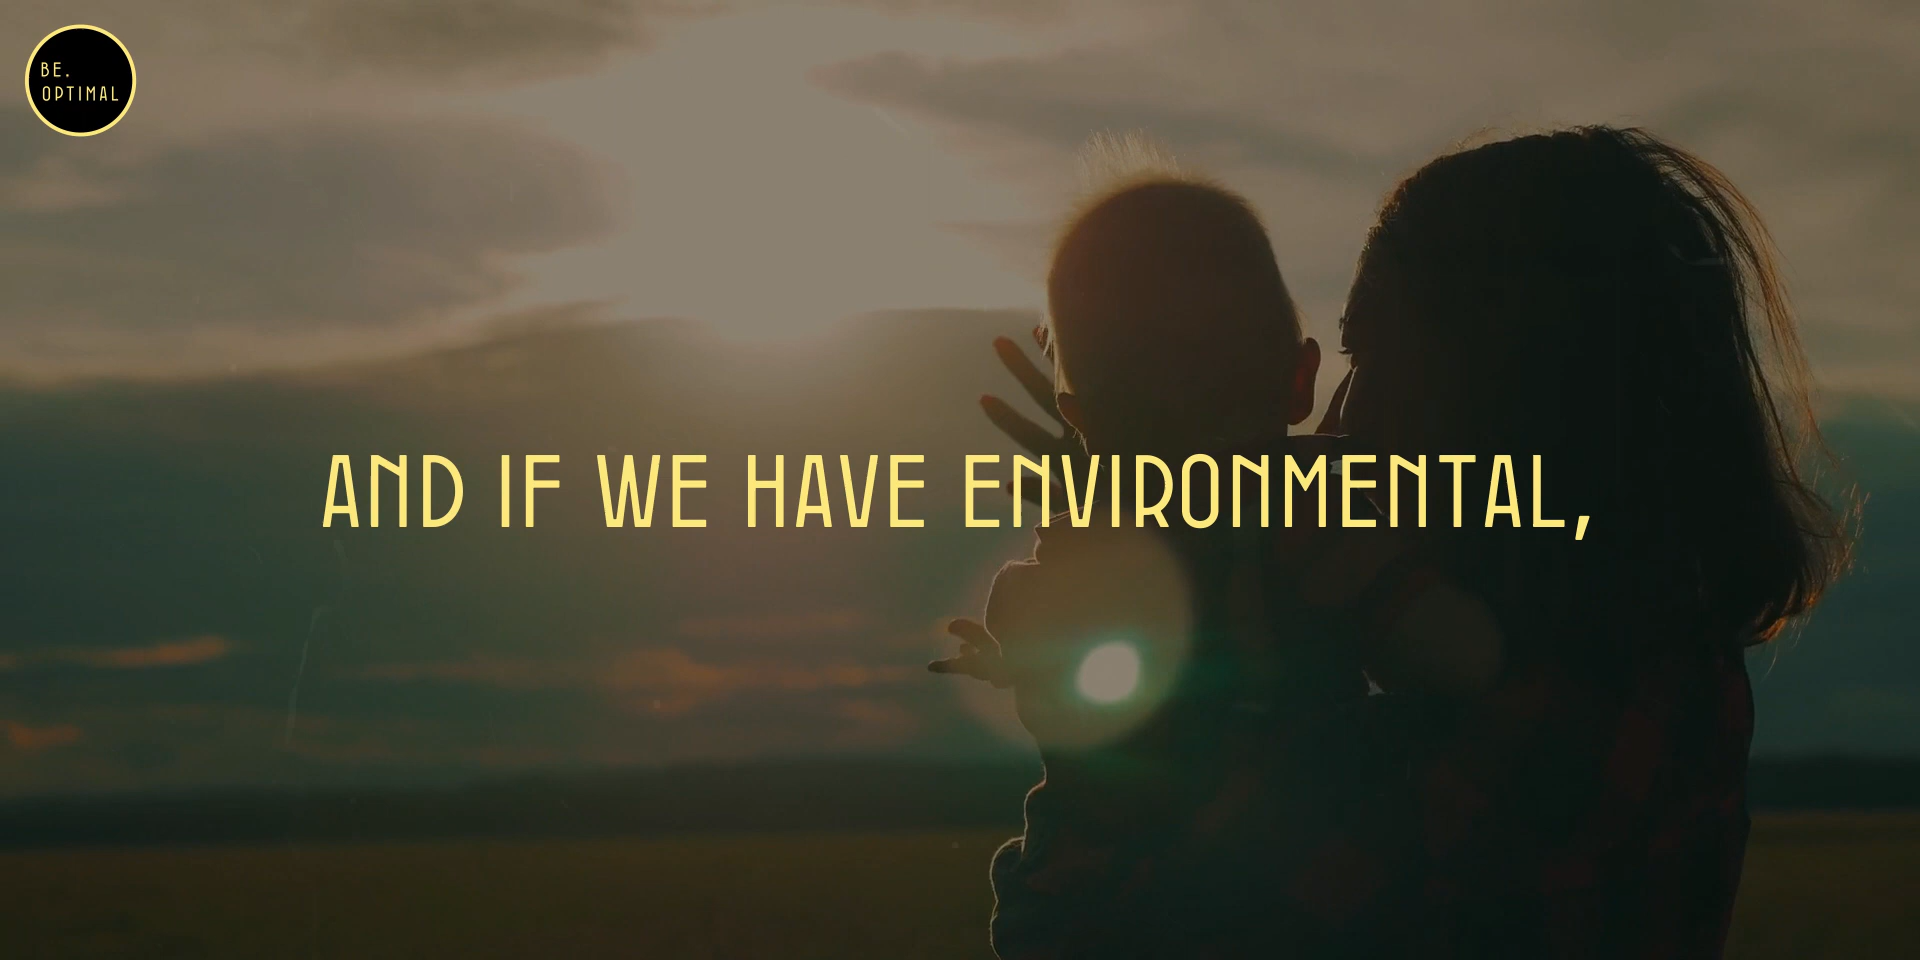 BE.
OPTIMAL
AND IF WE HAVE ENVIRONMENTAL,